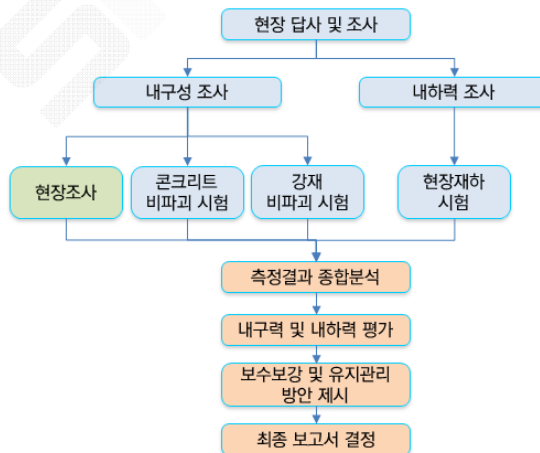 현장 답사 및 조사
내구성 조사
내하력 조사
현장조사
콘크리트
비파괴 시험
강재
비파괴 시험
현장재하
시험
측정결과 종합분석
내구력 및 내하력 평가
보수보강 및 유지관리
방안 제시
최종 보고서 결정